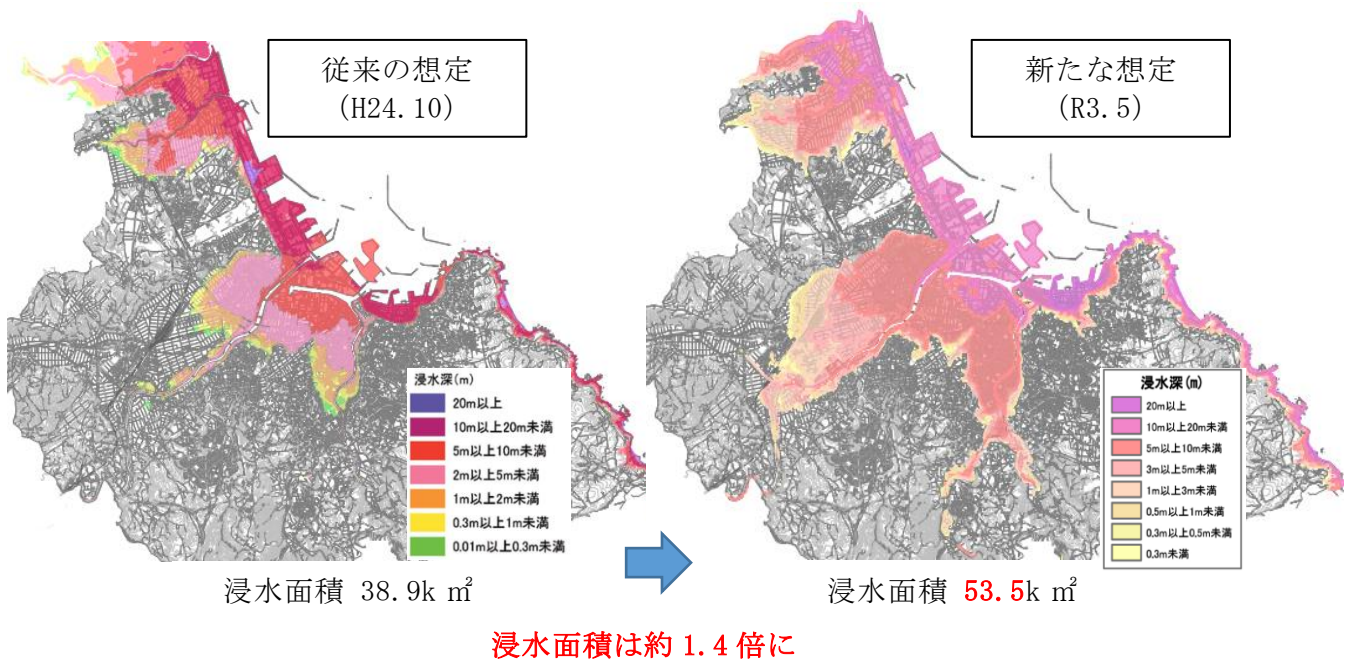 従来の想定
(H24.10)
新たな想定
(R3.5)
浸水深(m)
20m以上
10m以上20m未満
5m以上10m未満
2m以上5m未満
1m以上2m未満
0.3m以上1m未満
0.01m以上0.3m未満
浸水深(m)
20m以上
10m以上20m未満
5m以上10m未満
3m以上5m未満
1m以上3m未満
0.5m以上1m未満
0.3m以上0.5m未満
0.3m未満
浸水面積 38.9k㎡
浸水面積 53.5k㎡
浸水面積は約1.4倍に